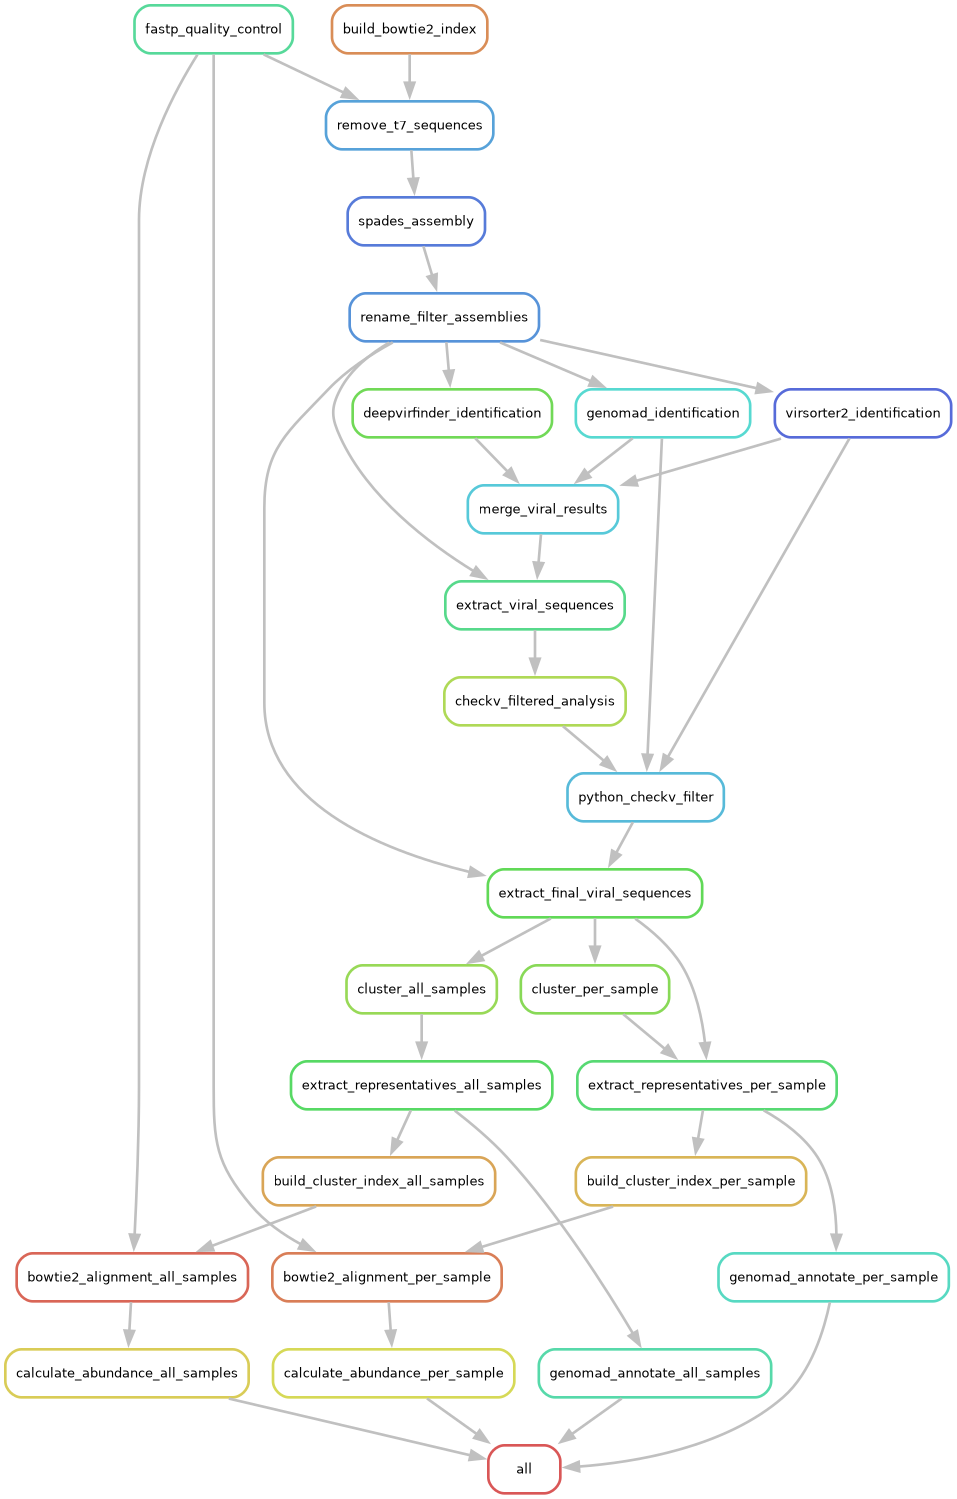 fastp_quality_control
build_bowtie2_index
remove_t7_sequences
spades_assembly
rename_filter_assemblies
deepvirfinder_identification
genomad_identification
virsorter2_identification
merge_viral_results
extract_viral_sequences
checkv_filtered_analysis
python_checkv_filter
extract_final_viral_sequences
cluster_all_samples
cluster_per_sample
extract_representatives_all_samples
extract_representatives_per_sample
build_cluster_index_all_samples
build_cluster_index_per_sample
bowtie2_alignment_all_samples
bowtie2_alignment_per_sample
genomad_annotate_per_sample
calculate_abundance_all_samples
calculate_abundance_per_sample
genomad_annotate_all_samples
all